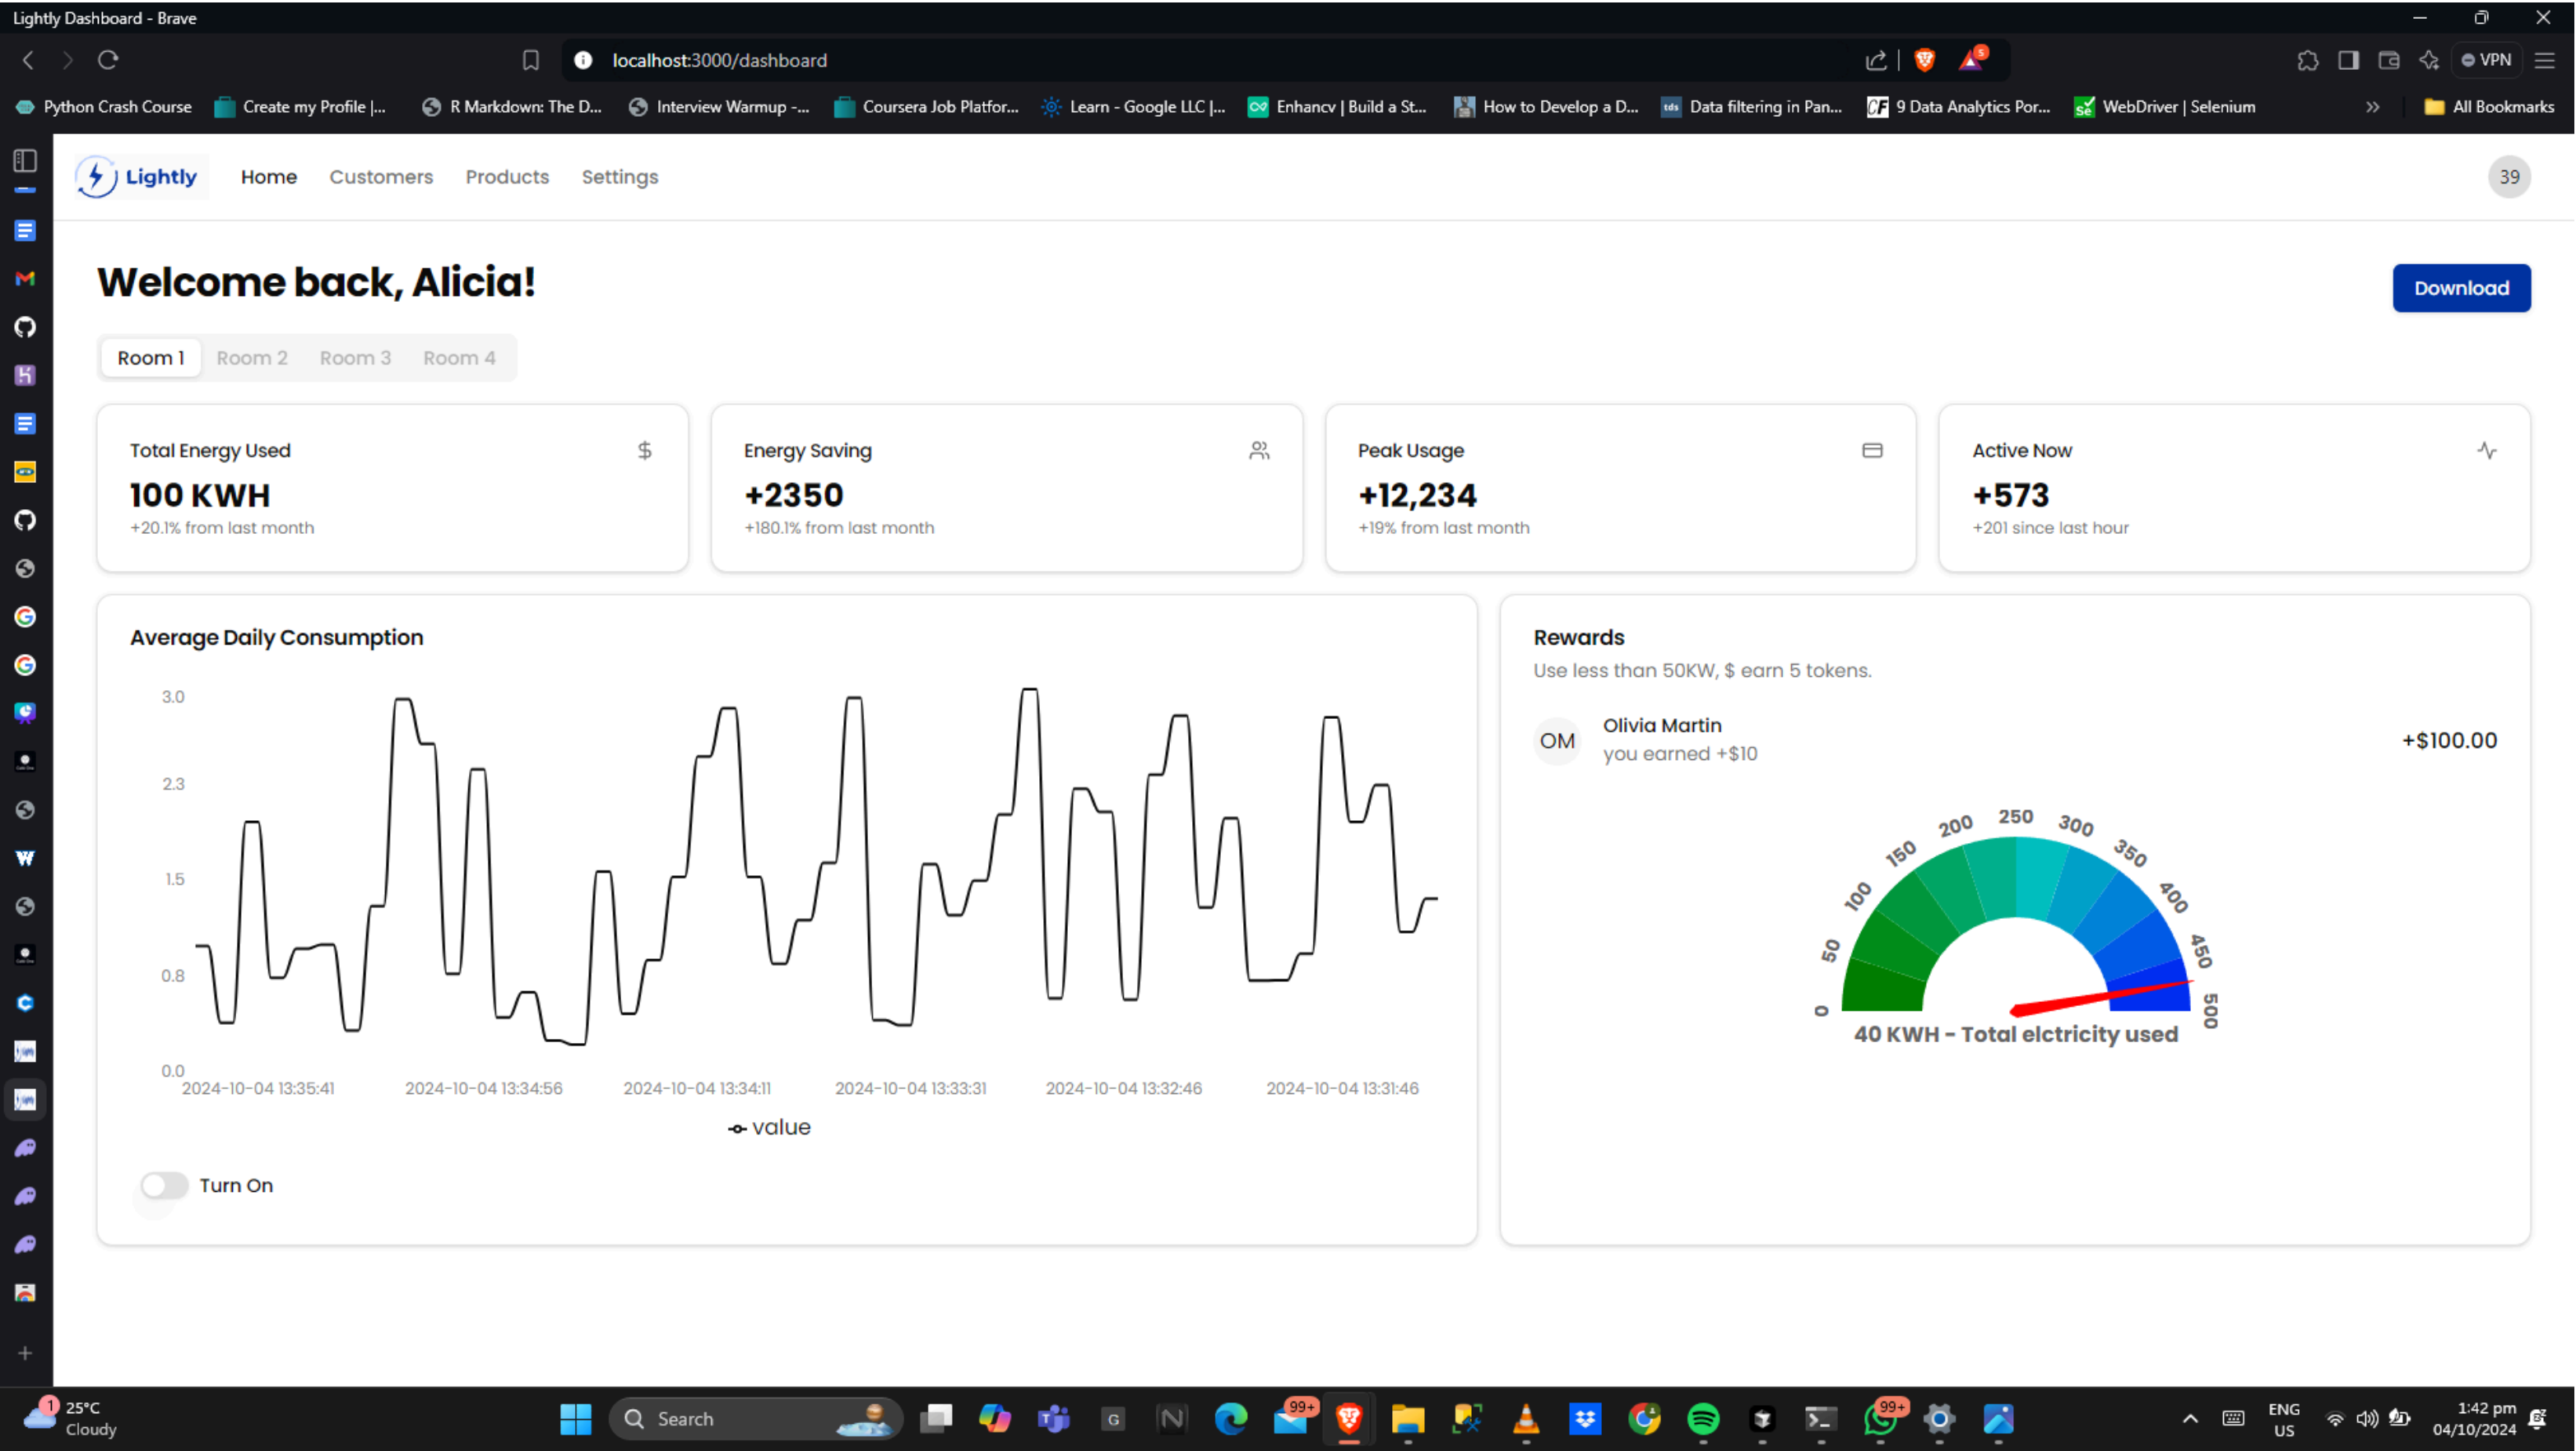 Lightly Dashboard - Brave
localhost:3000/dashboard
5
VPN
Python Crash Course
Create my Profile |...
R Markdown: The D...
Interview Warmup -...
Coursera Job Platfor...
Learn - Google LLC |...
Enhancv | Build a St...
How to Develop a D...
tds
Data filtering in Pan...
CF
9 Data Analytics Por...
Se
WebDriver | Selenium
All Bookmarks
Lightly
Home
Customers
Products
Settings
39
Welcome back, Alicia!
Download
Room 1
Room 2
Room 3
Room 4
Total Energy Used
$
100 KWH
+20.1% from last month
Energy Saving
+2350
+180.1% from last month
Peak Usage
+12,234
+19% from last month
Active Now
+573
+201 since last hour
Average Daily Consumption
3.0
2.3
1.5
0.8
0.0
2024-10-04 13:35:41
2024-10-04 13:34:56
2024-10-04 13:34:11
2024-10-04 13:33:31
2024-10-04 13:32:46
2024-10-04 13:31:46
value
Turn On
Rewards
Use less than 50KW, $ earn 5 tokens.
OM
Olivia Martin
you earned +$10
+$100.00
0
50
100
150
200
250
300
350
400
450
500
40 KWH - Total elctricity used
1
25°C
Cloudy
Search
G
N
99+
99+
ENG
US
1:42 pm
04/10/2024